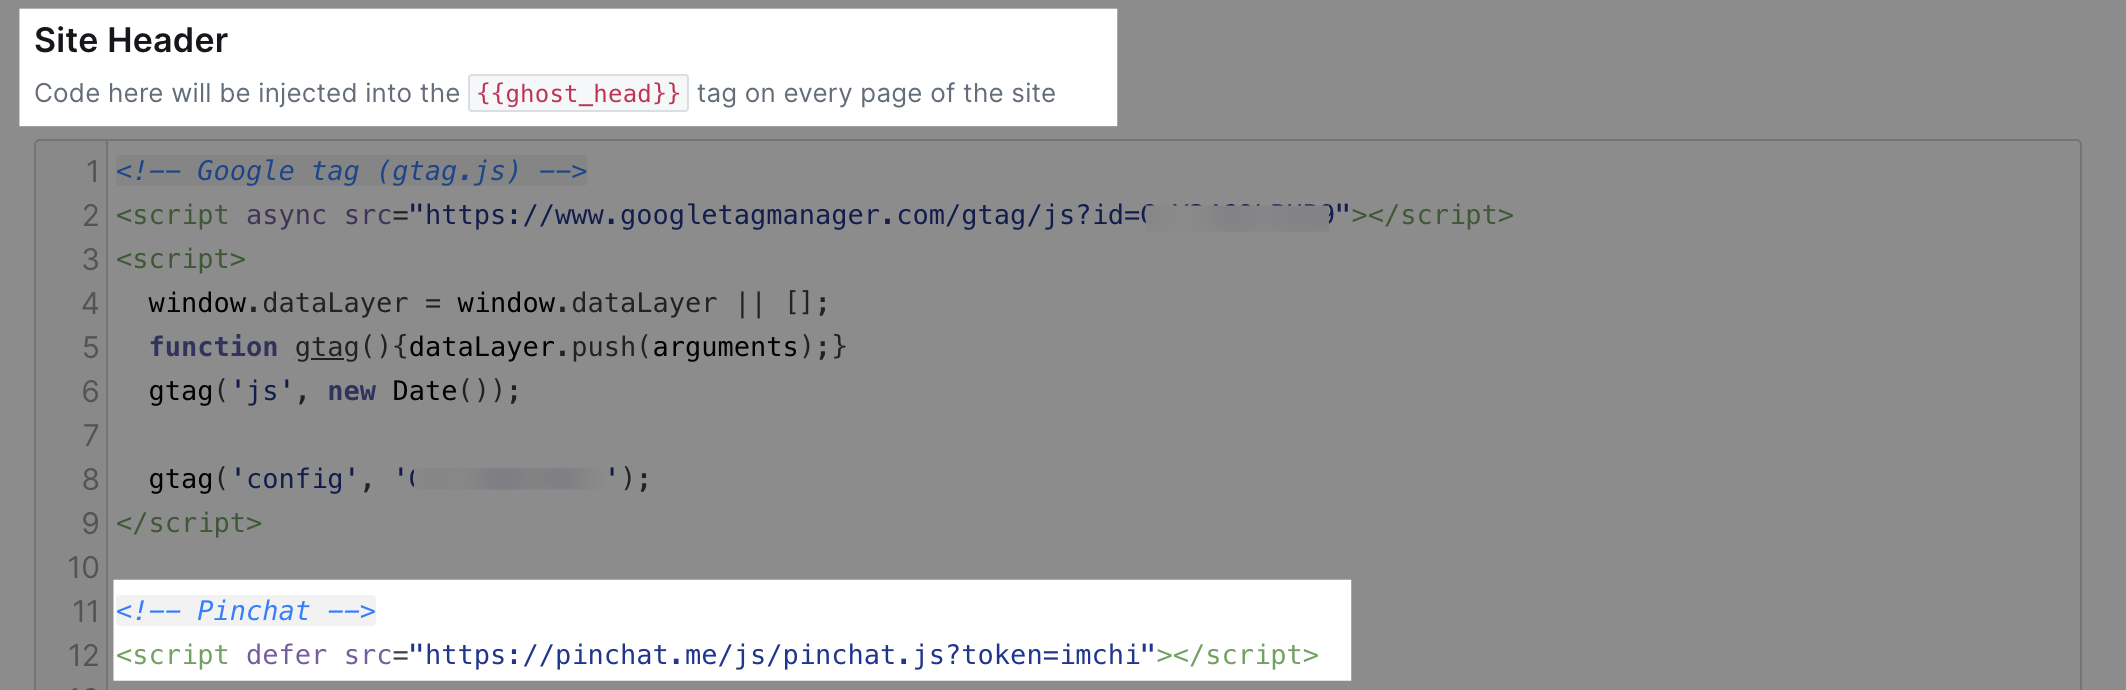 Site Header
Code here will be injected into the {{ghost_head}} tag on every page of the site
1 <!-- Google tag (gtag.js) -->
2 <script async src="https://www.googletagmanager.com/gtag/js?id="></script>
3 <script>
4 window.dataLayer = window.dataLayer || [];
5 function gtag(){dataLayer.push(arguments);}
6 gtag('js', new Date());
7
8 gtag('config', '');
9 </script>
10
11 <!-- Pinchat -->
12 <script defer src="https://pinchat.me/js/pinchat.js?token=imchi"></script>